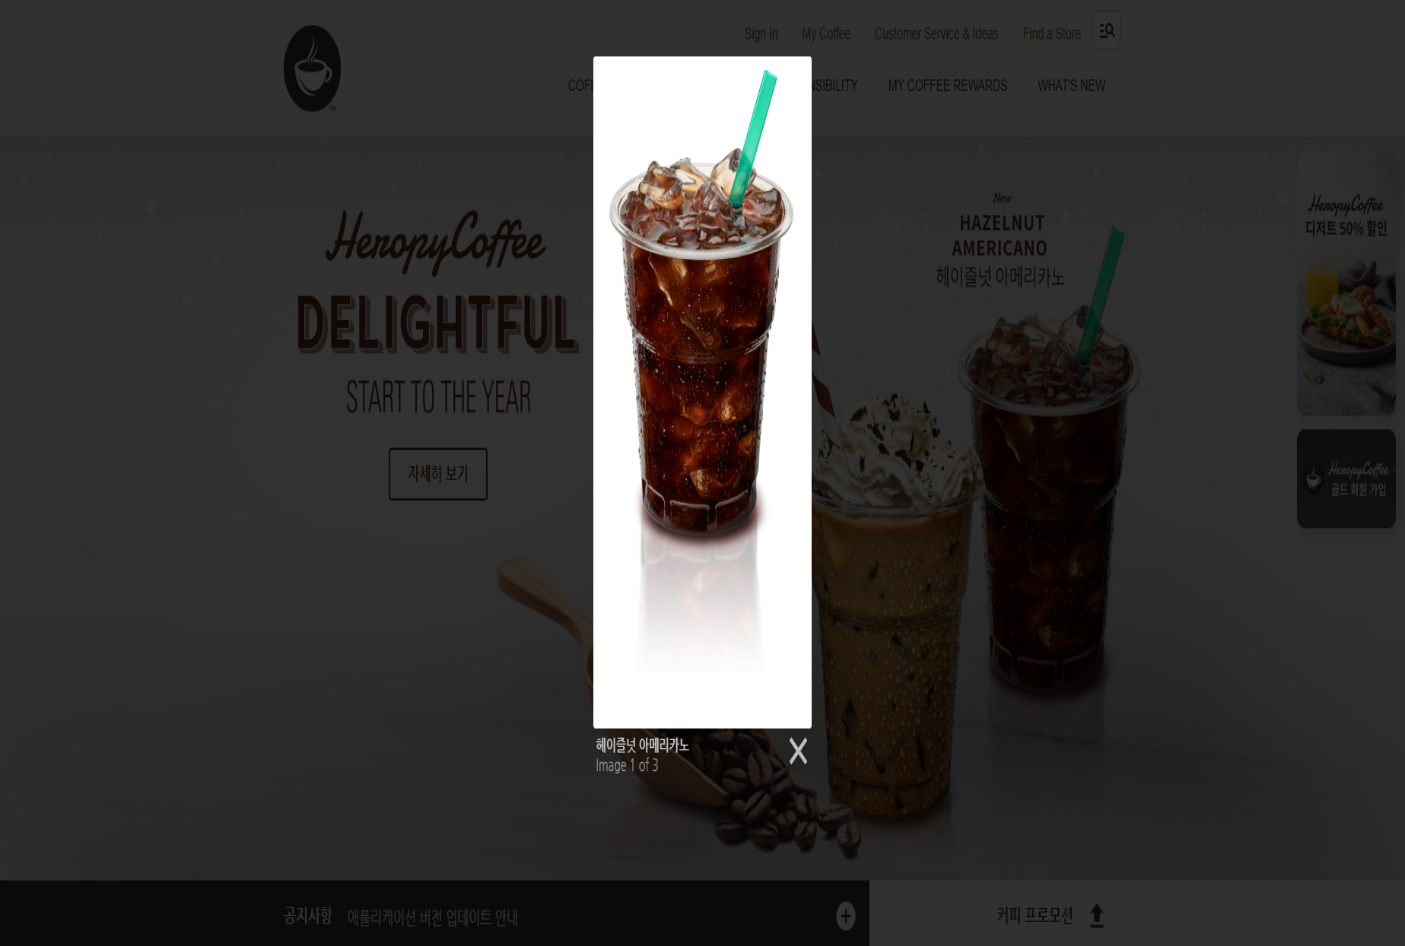 Sign In
My Coffee
Customer Service & Ideas
Find a Store
COFF
NSIBILITY
MY COFFEE REWARDS
WHAT'S NEW
TM
HeropyCoffee
DELIGHTFUL
START TO THE YEAR
자세히 보기
New
HAZELNUT
AMERICANO
헤이즐넛 아메리카노
HeropyCoffee
디저트 50% 할인
HeropyCoffee
골드 회원 가입
헤이즐넛 아메리카노
Image 1 of 3
공지사항
애플리케이션 버전 업데이트 안내
커피 프로모션